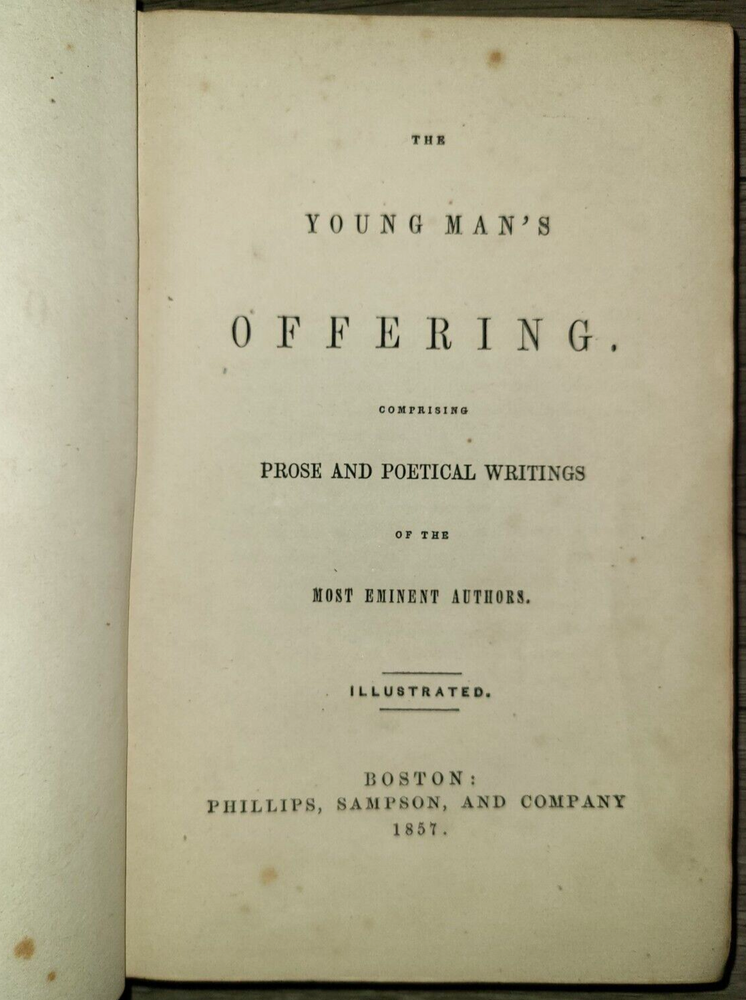 THE
YOUNG MAN'S
OFFERING.
COMPRISING
PROSE AND POETICAL WRITINGS
OF THE
MOST EMINENT AUTHORS.
ILLUSTRATED.
BOSTON:
PHILLIPS, SAMPSON, AND COMPANY
1857.